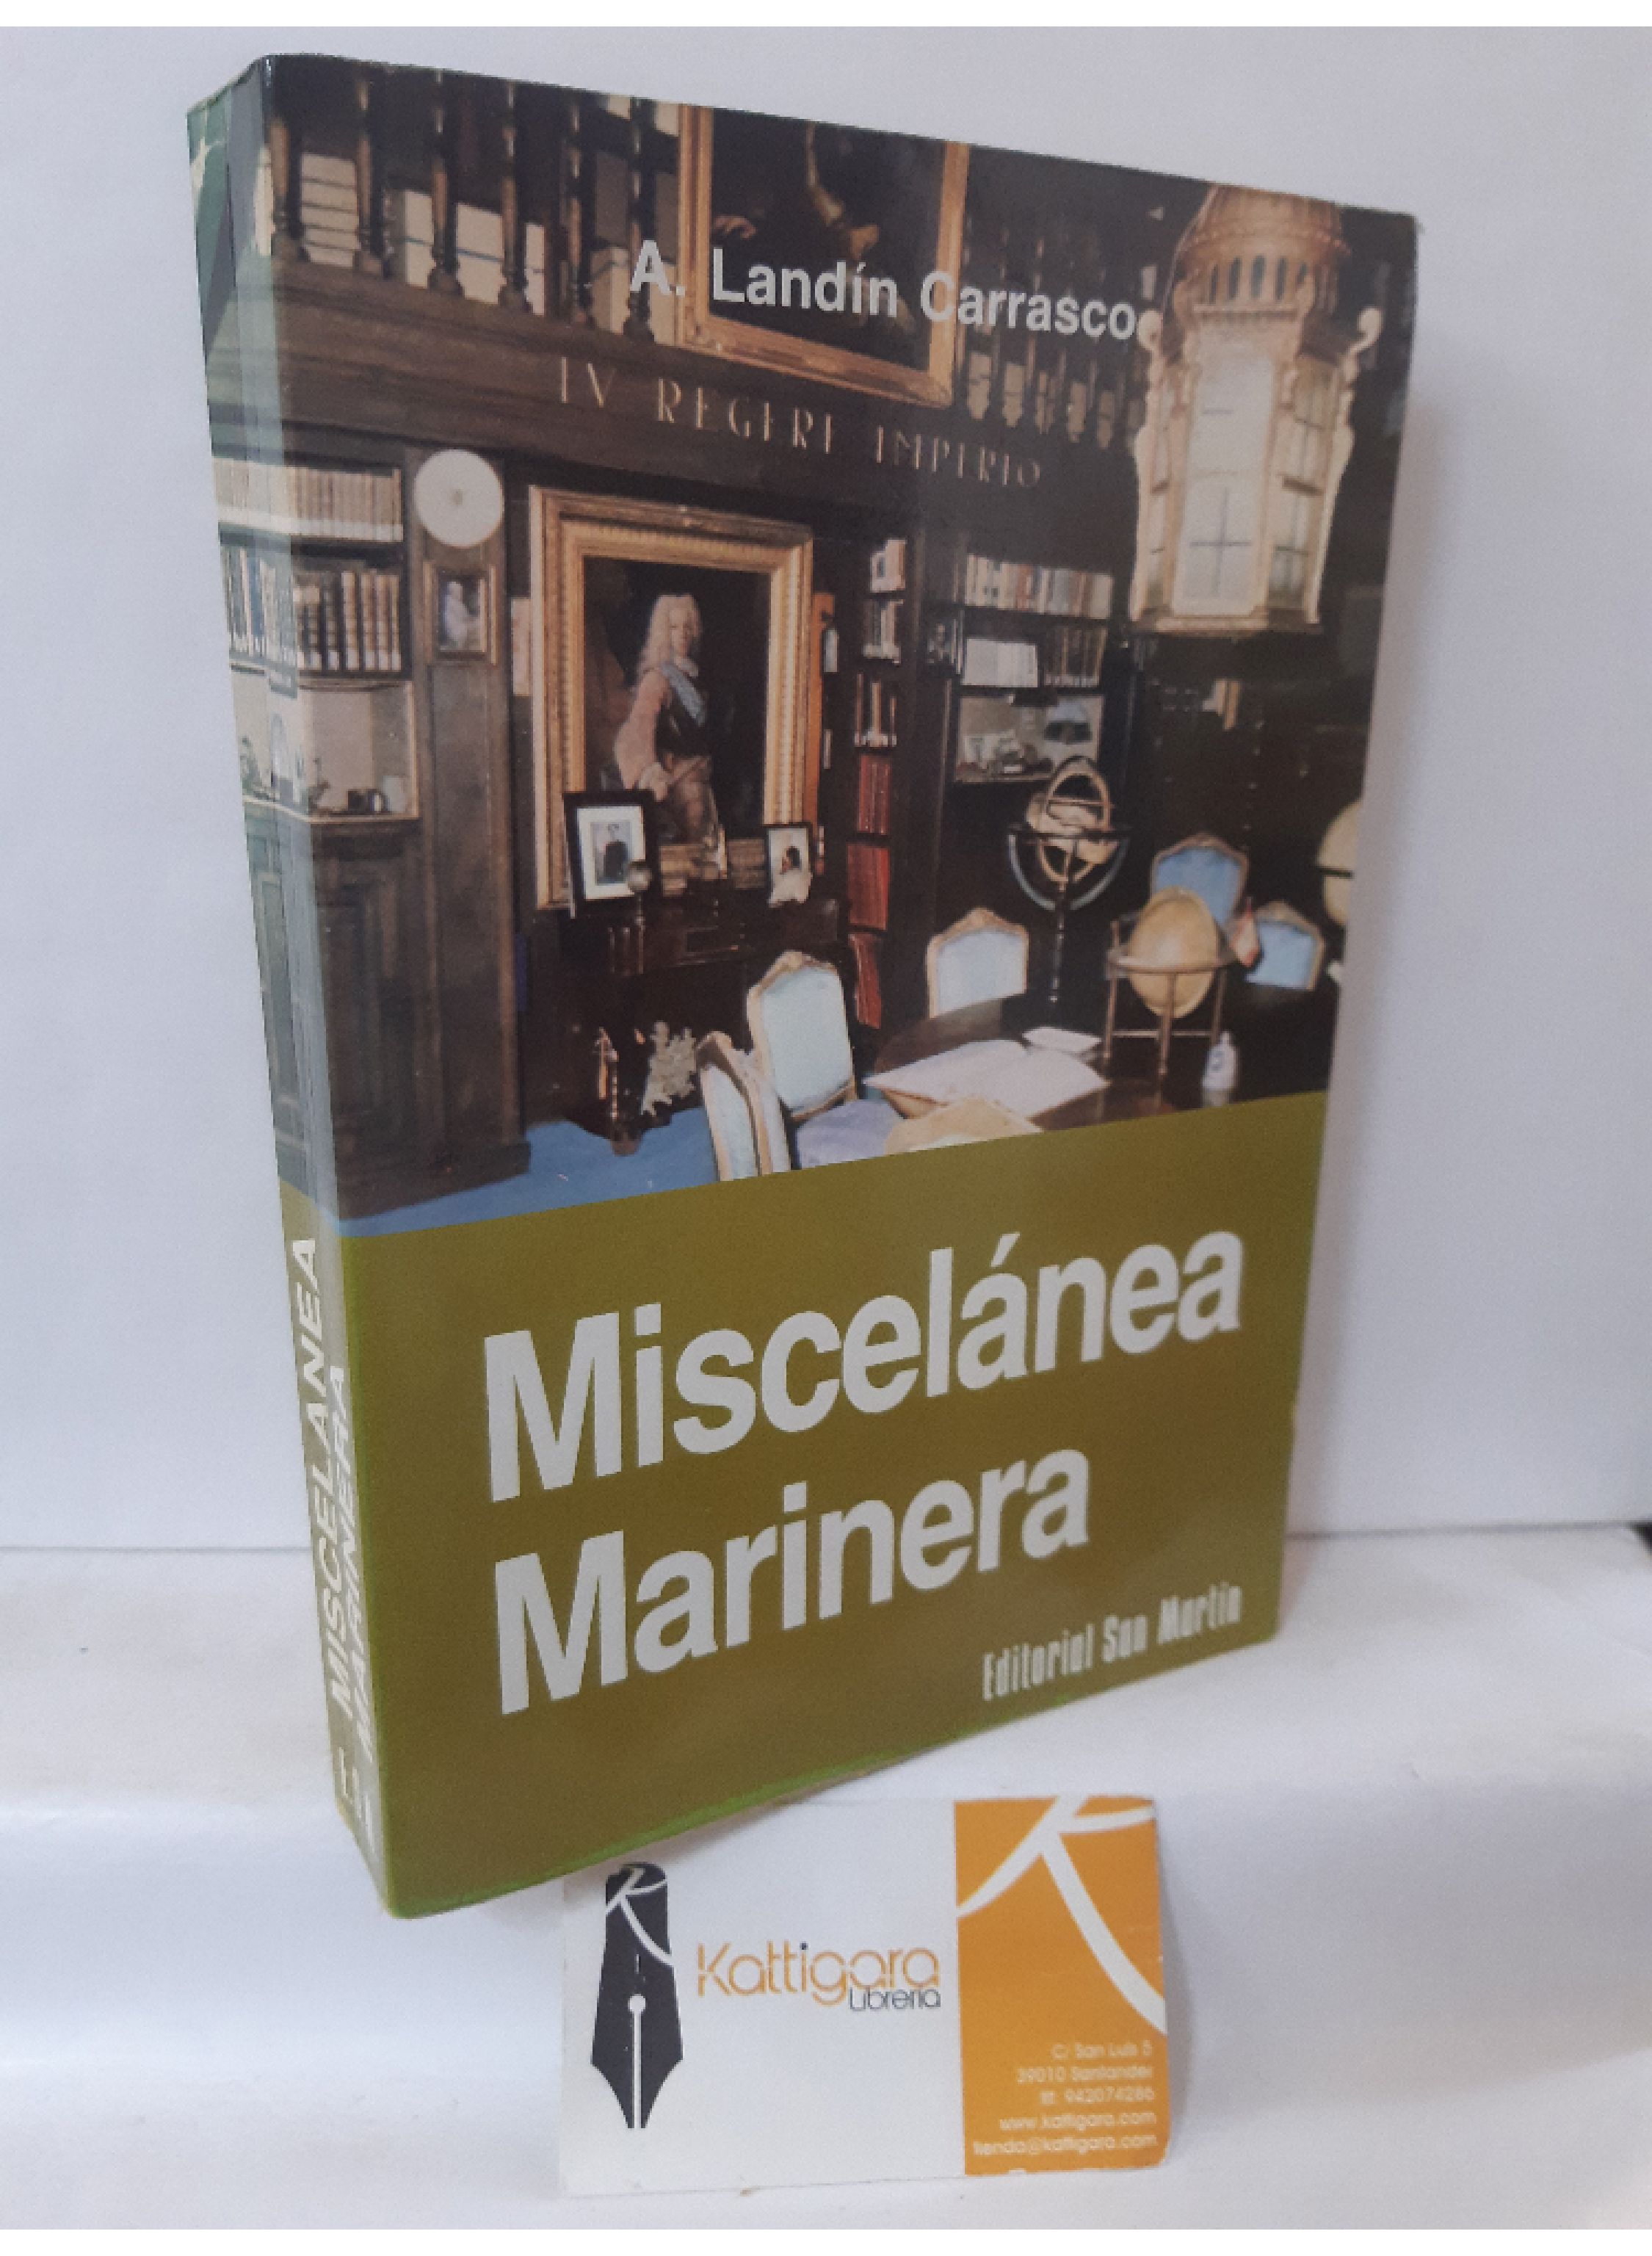 A. Landín Carrasco
IV REGERE IMPERIO
Miscelánea
Marinera
Editorial San Martín
MISCELANEA
MARINERA
Kattigara
Librería
C/ San Luis 5
39010 Santander
tlf: 942074286
www.kattigara.com
tienda@kattigara.com